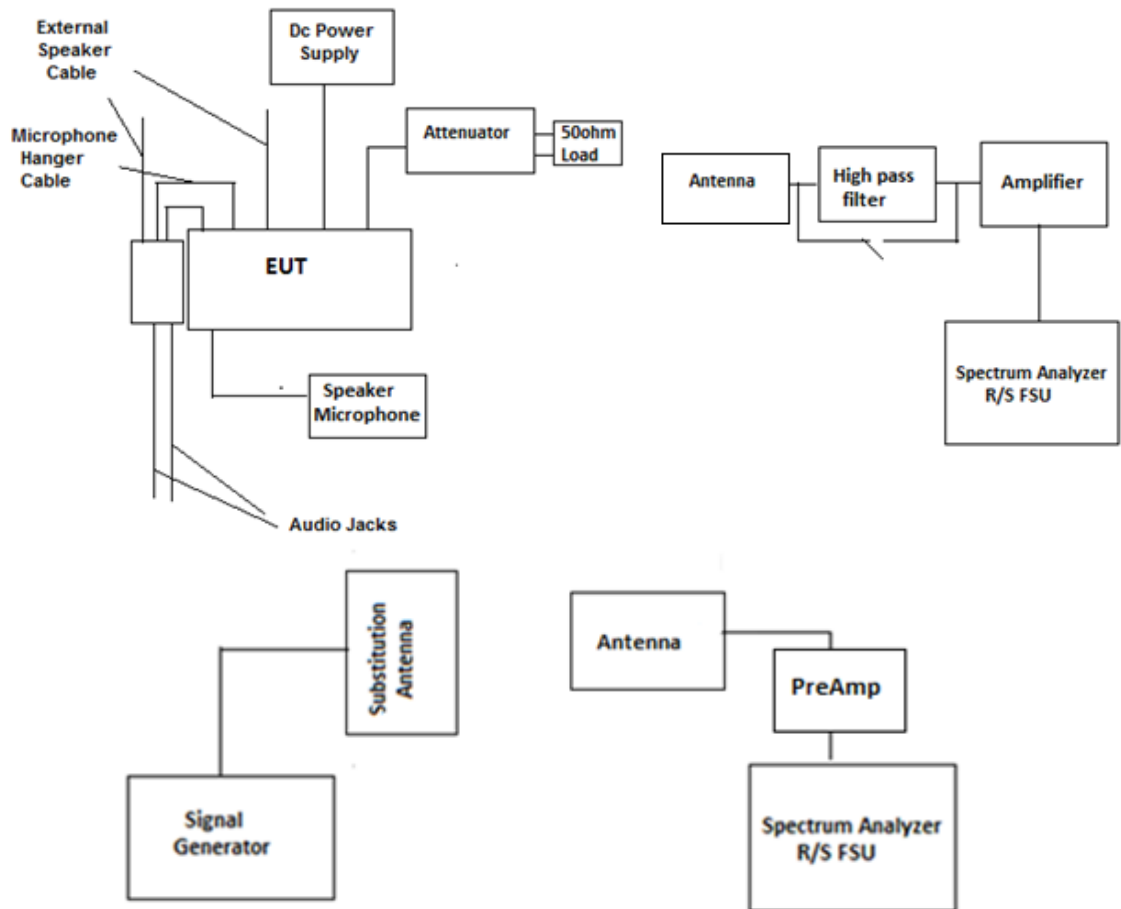 External
Speaker
Cable
Dc Power
Supply
Microphone
Hanger
Cable
Attenuator
50ohm
Load
Antenna
High pass
filter
Amplifier
EUT
Spectrum Analyzer
R/S FSU
Speaker
Microphone
Audio Jacks
Substitution
Antenna
Antenna
PreAmp
Signal
Generator
Spectrum Analyzer
R/S FSU